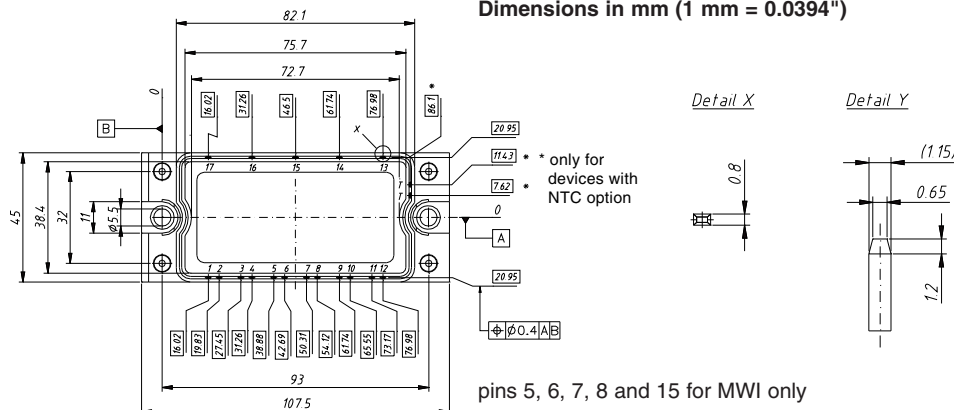 Dimensions in mm (1 mm = 0.0394")
82.1
75.7
72.7
0
16.02
31.26
46.5
61.74
76.98
86.1
*
B
x
20.95
17
16
15
14
13
11.43 * * only for
devices with
NTC option
T
T
7.62 *
0
A
45
38.4
32
11
Ø5.5
1 2 3 4 5 6 7 8 9 10 11 12
20.95
16.02
19.83
27.45
31.26
38.88
42.69
50.31
54.12
61.74
65.55
73.17
76.98
⌖ Ø0.4 A B
93
107.5
Detail X
0.8
Detail Y
(1.15)
0.65
1.2
pins 5, 6, 7, 8 and 15 for MWI only